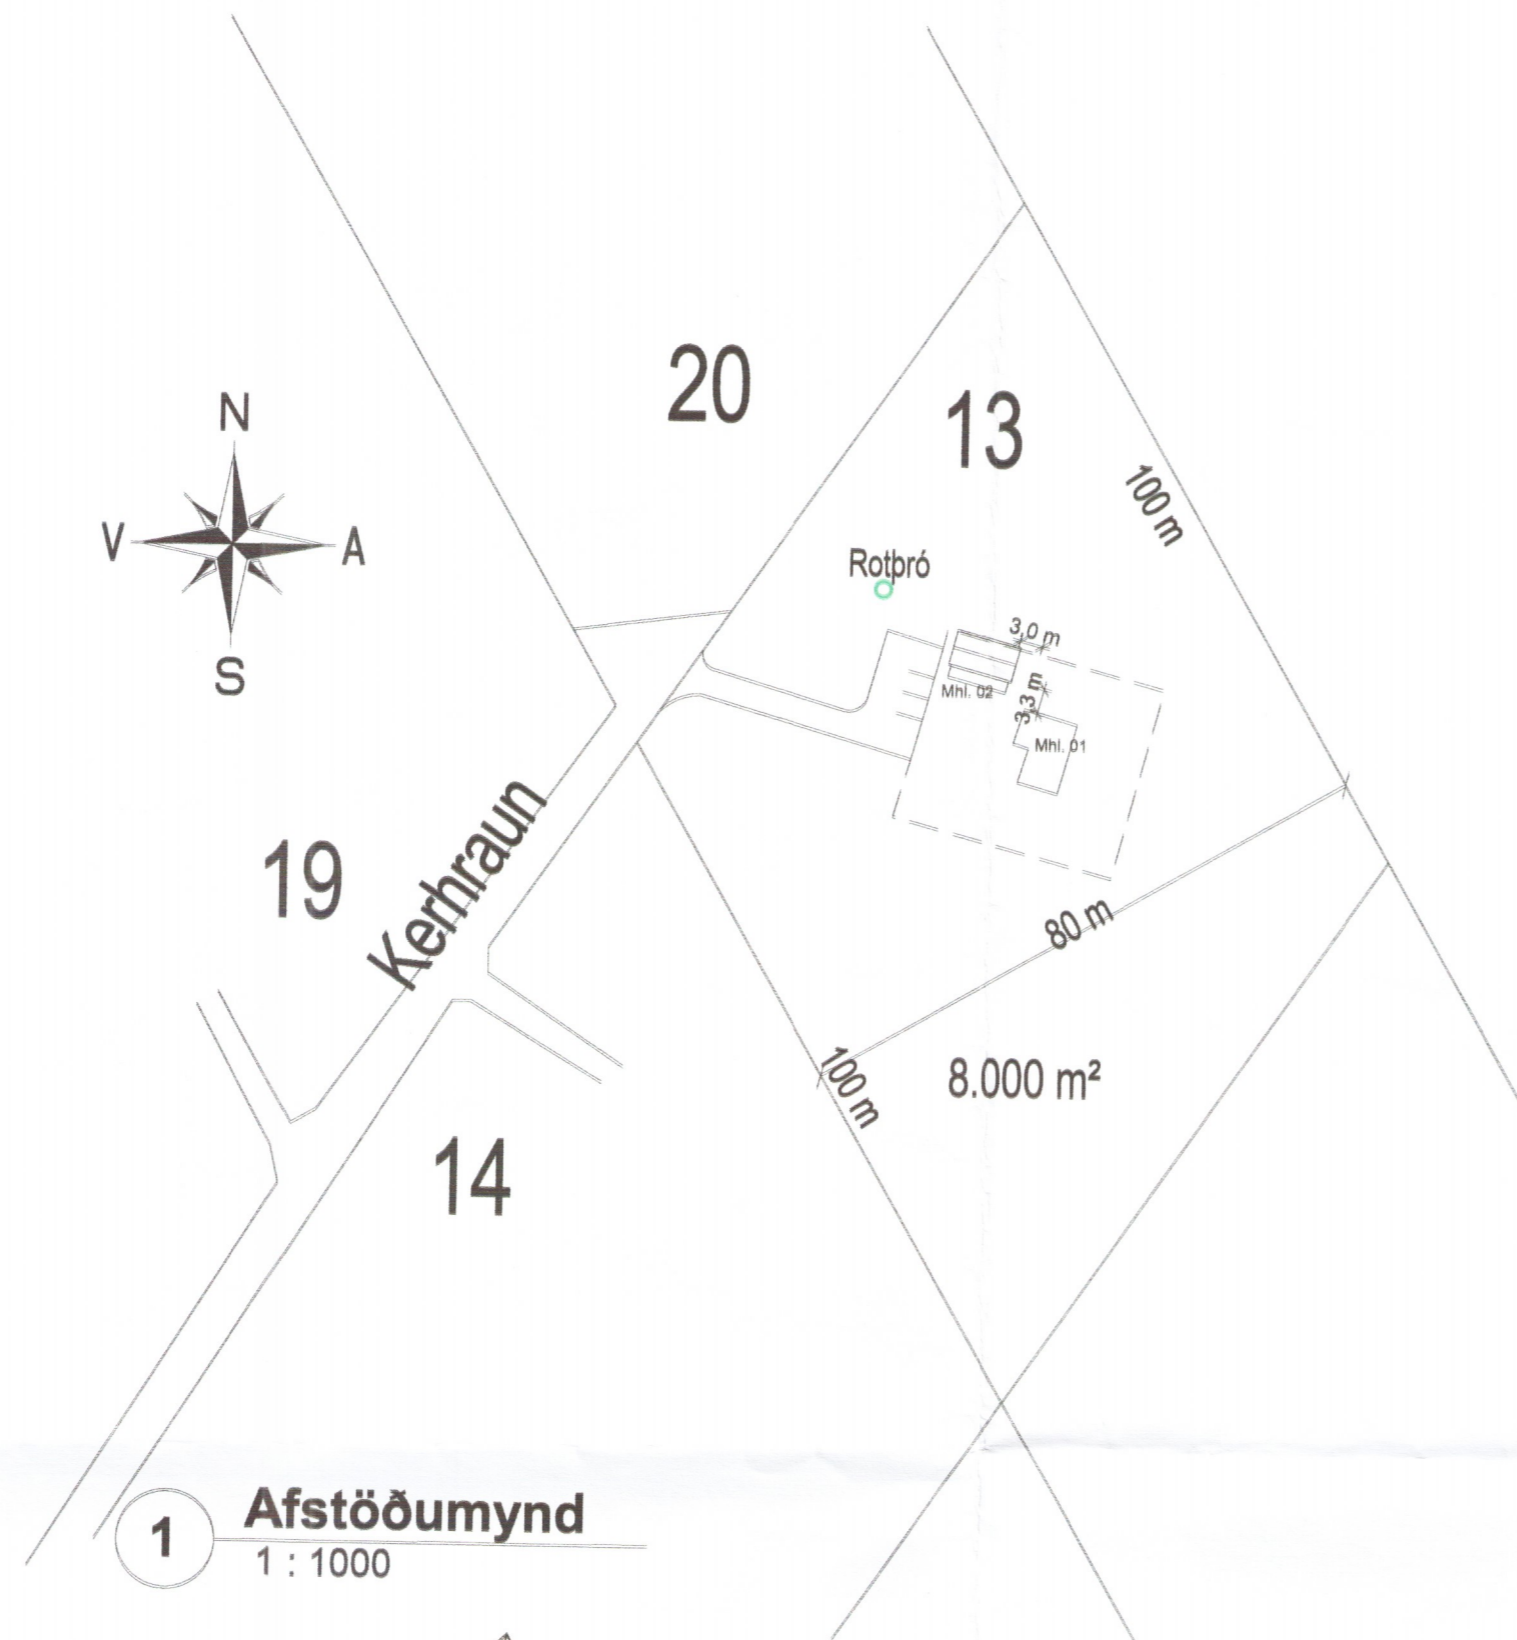 20
13
N
V
A
S
100 m
Rotþró
3,0 m
Mhl. 02
3,3 m
Mhl. 01
19
Kerhraun
80 m
100 m
8.000 m²
14
1
Afstöðumynd
1 : 1000